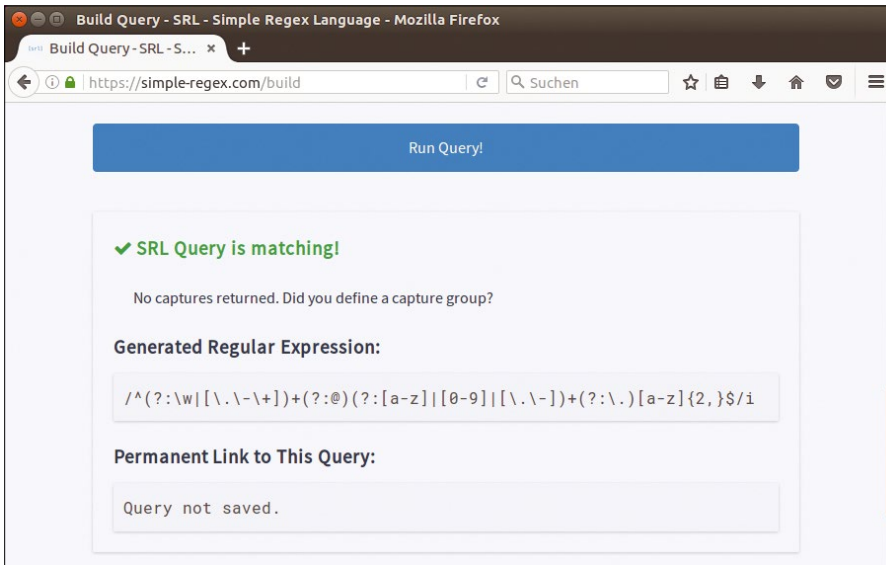 Build Query - SRL - Simple Regex Language - Mozilla Firefox
Build Query - SRL - S... × +
https://simple-regex.com/build Suchen
Run Query!
SRL Query is matching!
No captures returned. Did you define a capture group?
Generated Regular Expression:
/^(?:\w|[\.\-\+])+(?:@)(?:[a-z]|[0-9]|[\.\-])+(?:\.)[a-z]{2,}$/i
Permanent Link to This Query:
Query not saved.